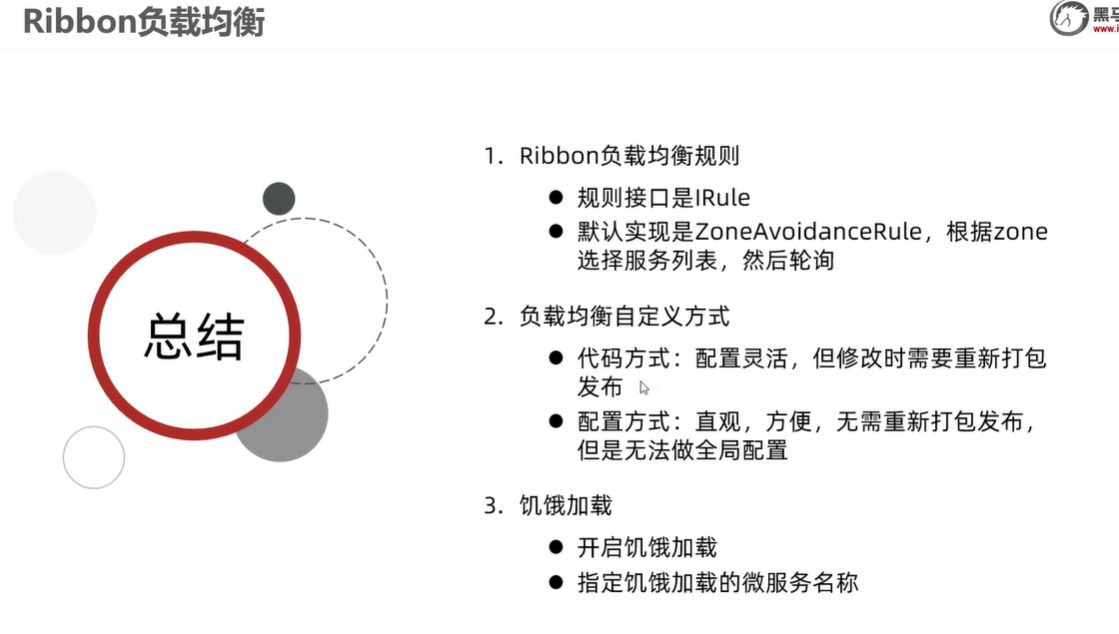 Ribbon负载均衡
黑马
www.i
总结
1. Ribbon负载均衡规则
● 规则接口是IRule
● 默认实现是ZoneAvoidanceRule，根据zone
选择服务列表，然后轮询
2. 负载均衡自定义方式
● 代码方式：配置灵活，但修改时需要重新打包
发布
● 配置方式：直观，方便，无需重新打包发布，
但是无法做全局配置
3. 饥饿加载
● 开启饥饿加载
● 指定饥饿加载的微服务名称